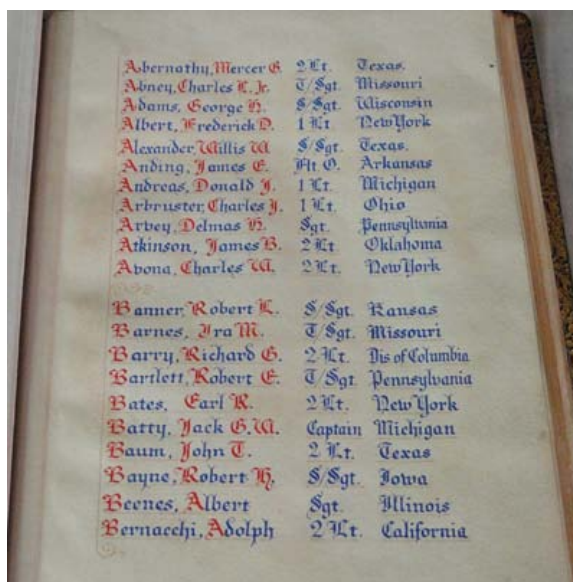 Abernathy, Mercer G. 2 Lt. Texas.
Abney, Charles L. Jr. T/Sgt. Missouri
Adams, George H. S/Sgt. Wisconsin
Albert, Frederick D. 1 Lt. New York
Alexander, Willis W S/Sgt. Texas.
Anding, James E. Flt O. Arkansas
Andreas, Donald J. 1 Lt. Michigan
Arbruster, Charles J. 1 Lt. Ohio
Arvey, Delmas H. Sgt. Pennsylvania
Atkinson, James B. 2 Lt. Oklahoma
Avona, Charles W. 2 Lt. New York
Banner, Robert L. S/Sgt. Kansas
Barnes, Ira M. T/Sgt. Missouri
Barry, Richard G. 2 Lt. Dis of Columbia
Bartlett, Robert E. T/Sgt. Pennsylvania
Bates, Earl R. 2 Lt. New York
Batty, Jack G.W. Captain Michigan
Baum, John T. 2 Lt. Texas
Bayne, Robert H. S/Sgt. Iowa
Beenes, Albert Sgt. Illinois
Bernacchi, Adolph 2 Lt. California